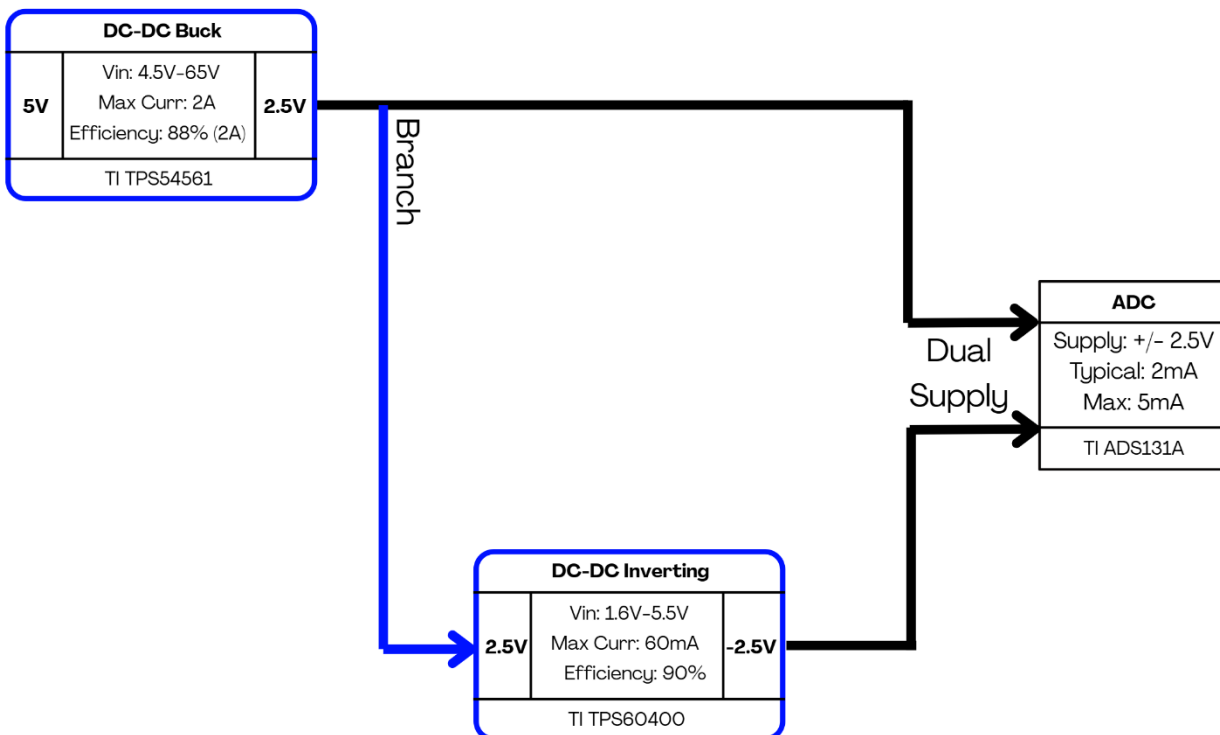 DC-DC Buck
5V
Vin: 4.5V-65V
Max Curr: 2A
Efficiency: 88% (2A)
2.5V
TI TPS54561
Branch
ADC
Supply: +/- 2.5V
Typical: 2mA
Max: 5mA
TI ADS131A
Dual
Supply
DC-DC Inverting
2.5V
Vin: 1.6V-5.5V
Max Curr: 60mA
Efficiency: 90%
-2.5V
TI TPS60400